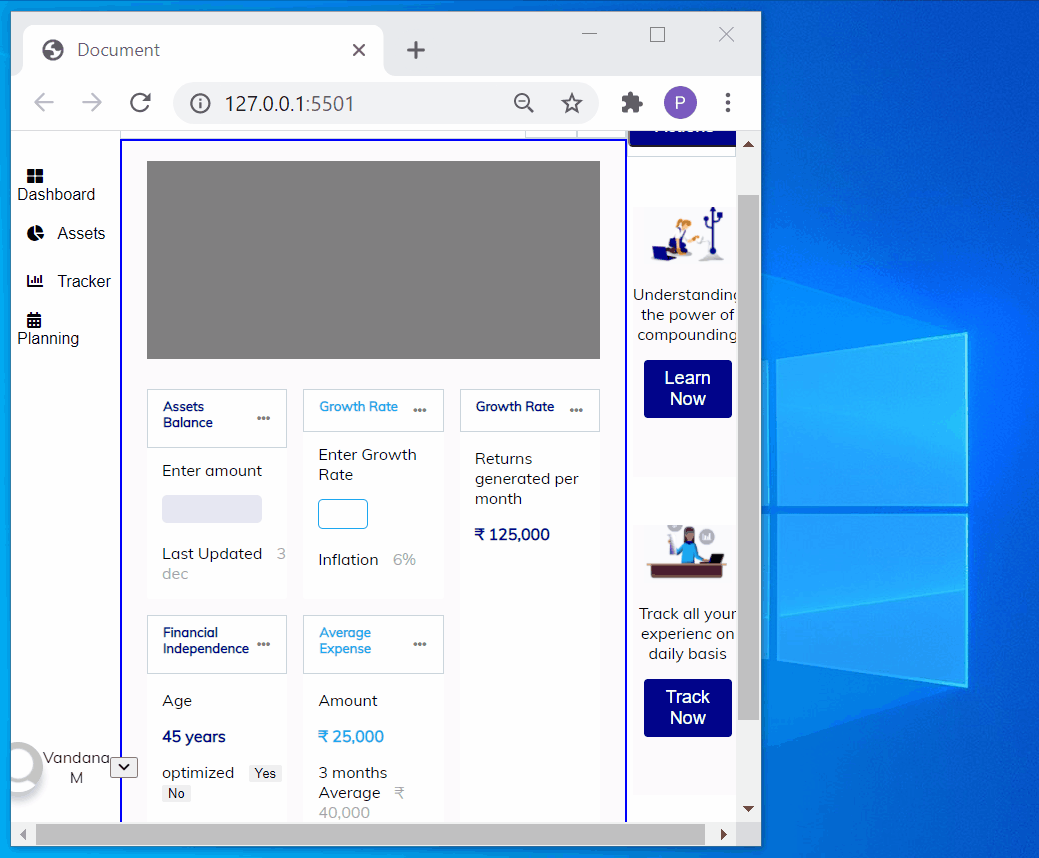 Document
127.0.0.1:5501
P
Actions
Dashboard
Assets
Tracker
Planning
Vandana
M
Assets
Balance
Enter amount
Last Updated 3
dec
Growth Rate
Enter Growth
Rate
Inflation 6%
Growth Rate
Returns
generated per
month
₹ 125,000
Financial
Independence
Age
45 years
optimized Yes
No
Average
Expense
Amount
₹ 25,000
3 months
Average ₹
40,000
Understanding
the power of
compounding
Learn
Now
Track all your
experienc on
daily basis
Track
Now